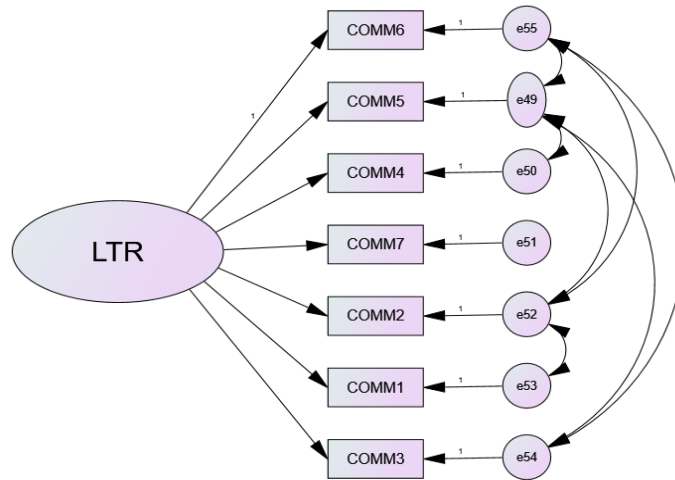 COMM6
1
e55
1
COMM5
1
e49
COMM4
1
e50
LTR
COMM7
1
e51
COMM2
1
e52
COMM1
1
e53
COMM3
1
e54